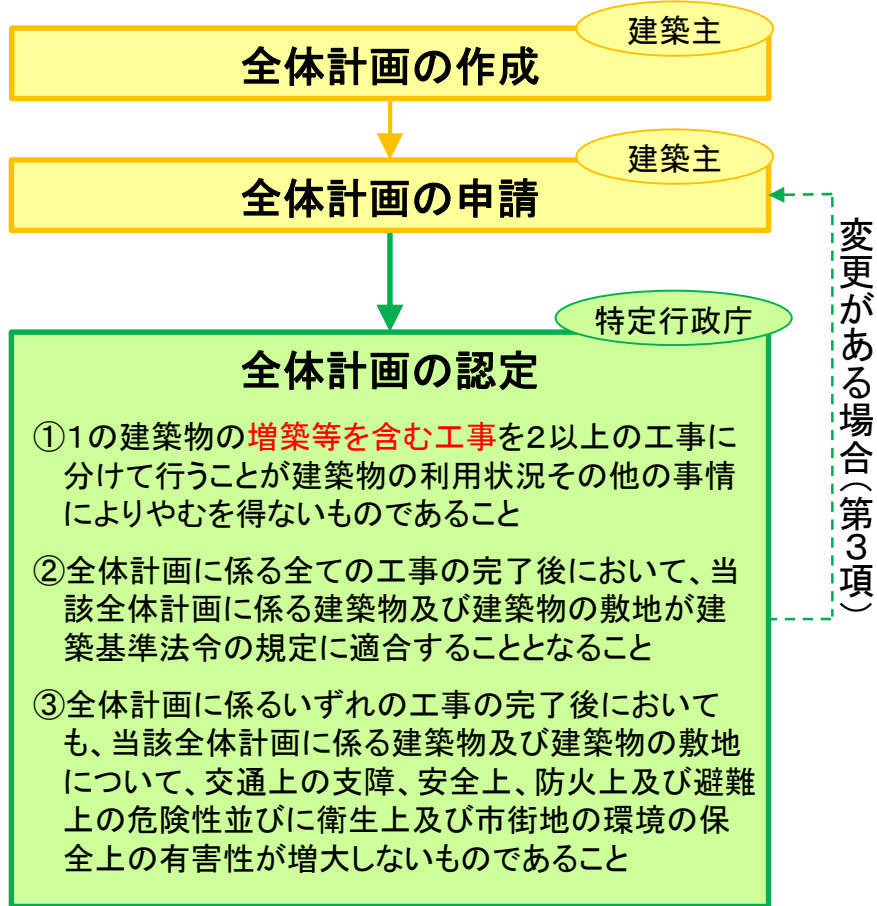 建築主
全体計画の作成
建築主
全体計画の申請
特定行政庁
全体計画の認定
①1の建築物の増築等を含む工事を2以上の工事に
分けて行うことが建築物の利用状況その他の事情
によりやむを得ないものであること
②全体計画に係る全ての工事の完了後において、当
該全体計画に係る建築物及び建築物の敷地が建
築基準法令の規定に適合することとなること
③全体計画に係るいずれの工事の完了後において
も、当該全体計画に係る建築物及び建築物の敷地
について、交通上の支障、安全上、防火上及び避難
上の危険性並びに衛生上及び市街地の環境の保
全上の有害性が増大しないものであること
変更がある場合（第3項）